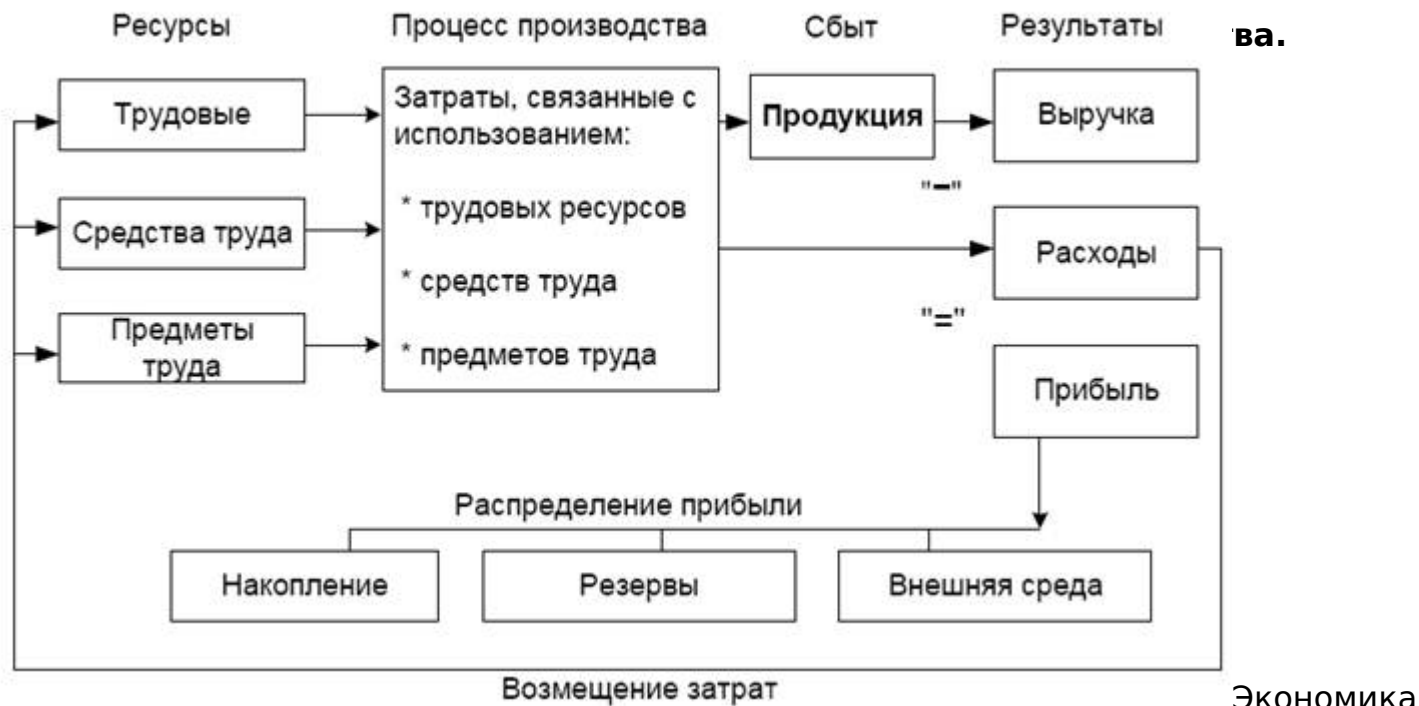 Ресурсы Процесс производства Сбыт Результаты
ва.
Трудовые
Затраты, связанные с
использованием:
* трудовых ресурсов
* средств труда
* предметов труда
Продукция
Выручка
"-"
Средства труда
Расходы
"="
Предметы
труда
Прибыль
Распределение прибыли
Накопление
Резервы
Внешняя среда
Возмещение затрат
Экономика